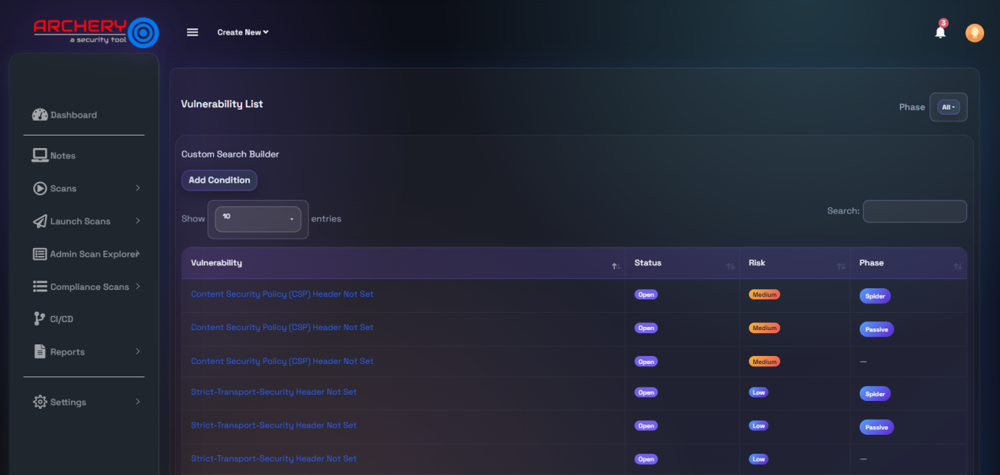 ARCHERY
a security tool
Create New
3
Dashboard
Notes
Scans
Launch Scans
Admin Scan Explorer
Compliance Scans
CI/CD
Reports
Settings
Vulnerability List
Phase All
Custom Search Builder
Add Condition
Show 10 entries
Search:
Vulnerability Status Risk Phase
Content Security Policy (CSP) Header Not Set Open Medium Spider
Content Security Policy (CSP) Header Not Set Open Medium Passive
Content Security Policy (CSP) Header Not Set Open Medium —
Strict-Transport-Security Header Not Set Open Low Spider
Strict-Transport-Security Header Not Set Open Low Passive
Strict-Transport-Security Header Not Set Open Low —